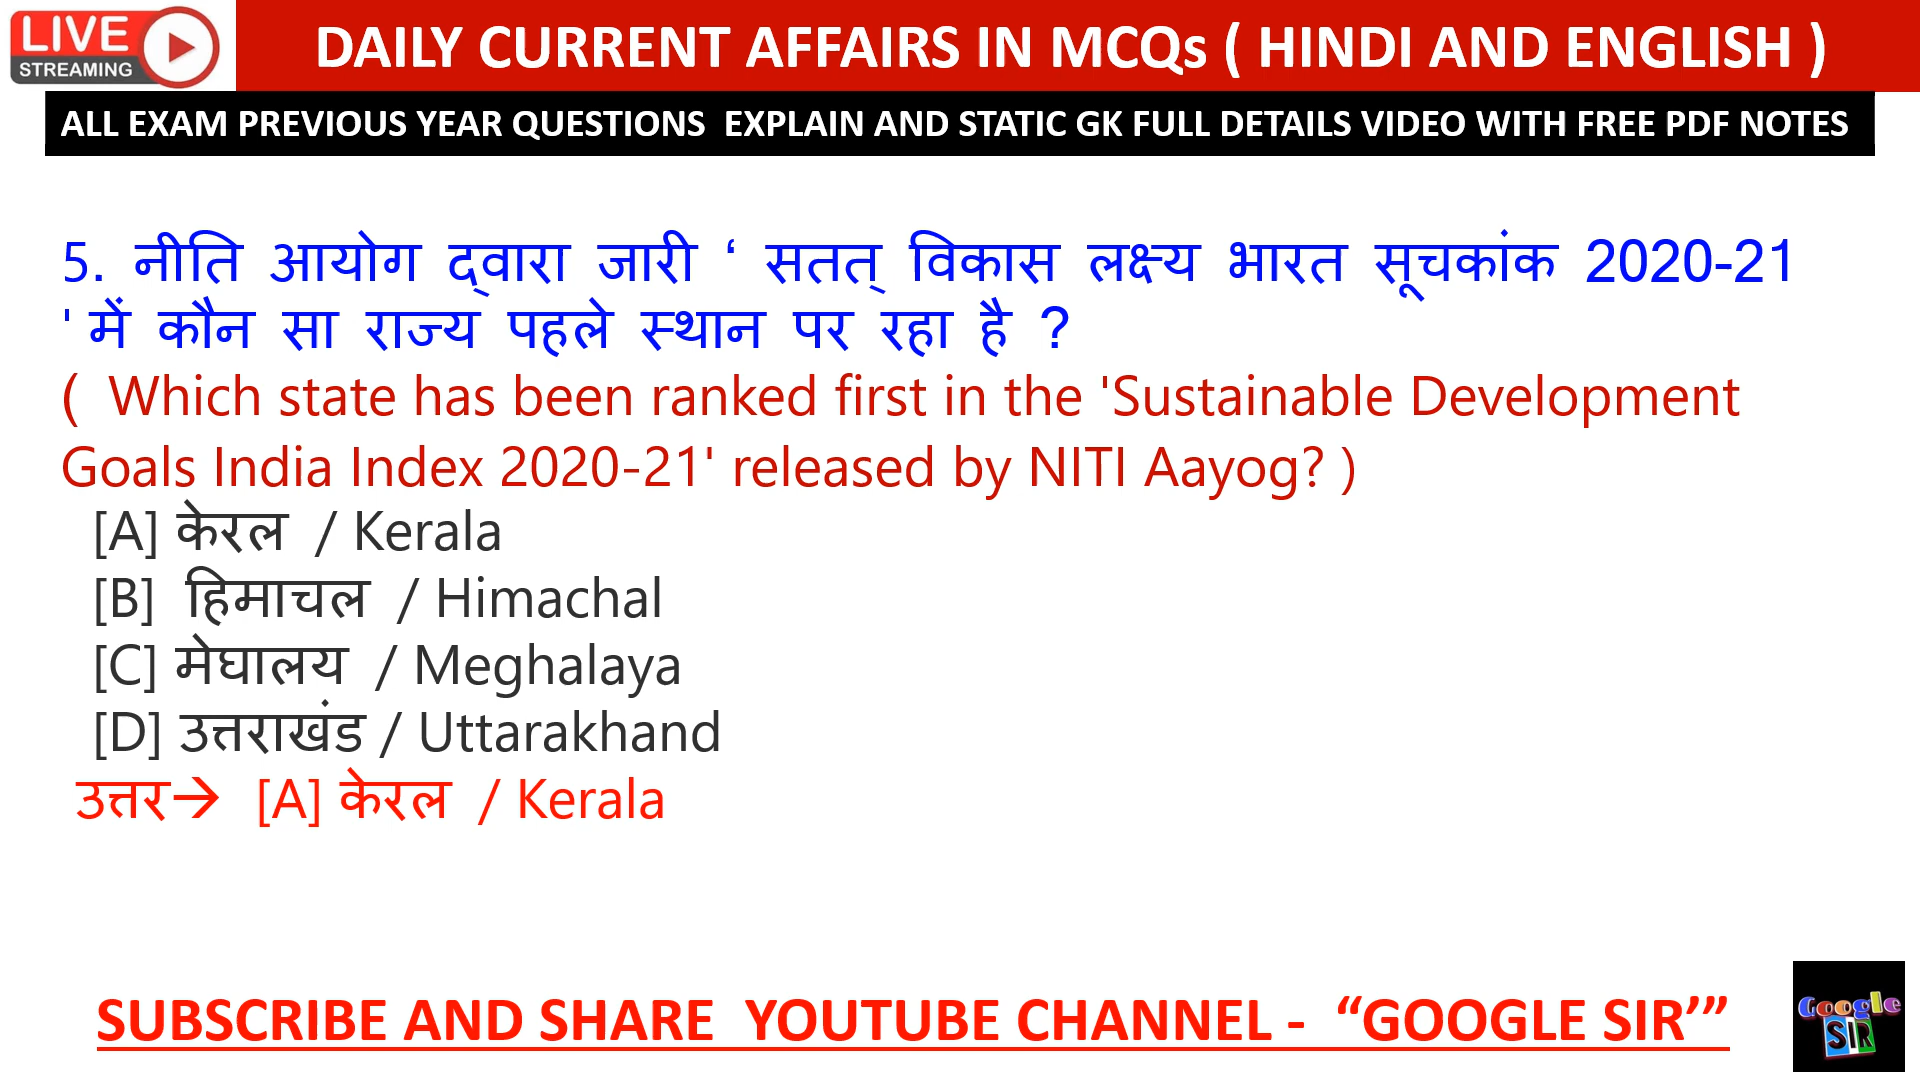 LIVE
STREAMING
DAILY CURRENT AFFAIRS IN MCQs ( HINDI AND ENGLISH )
ALL EXAM PREVIOUS YEAR QUESTIONS EXPLAIN AND STATIC GK FULL DETAILS VIDEO WITH FREE PDF NOTES
5. नीति आयोग द्वारा जारी ‘ सतत् विकास लक्ष्य भारत सूचकांक 2020-21
' में कौन सा राज्य पहले स्थान पर रहा है ?
( Which state has been ranked first in the 'Sustainable Development
Goals India Index 2020-21' released by NITI Aayog? )
[A] केरल / Kerala
[B] हिमाचल / Himachal
[C] मेघालय / Meghalaya
[D] उत्तराखंड / Uttarakhand
उत्तर→ [A] केरल / Kerala
SUBSCRIBE AND SHARE YOUTUBE CHANNEL - “GOOGLE SIR’”
Google
SIR